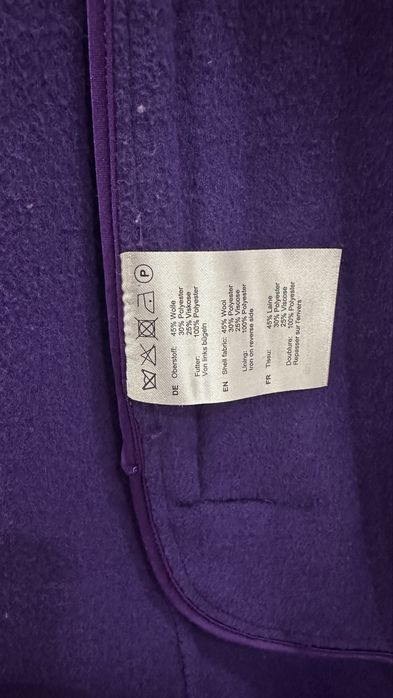 P
DE Oberstoff: 45% Wolle
30% Polyester
25% Viskose
Futter: 100% Polyester
Von links bügeln
EN Shell fabric: 45% Wool
30% Polyester
25% Viscose
Lining: 100% Polyester
Iron on reverse side
FR Tissu: 45% Laine
30% Polyester
25% Viscose
Doublure: 100% Polyester
Repasser sur l'envers